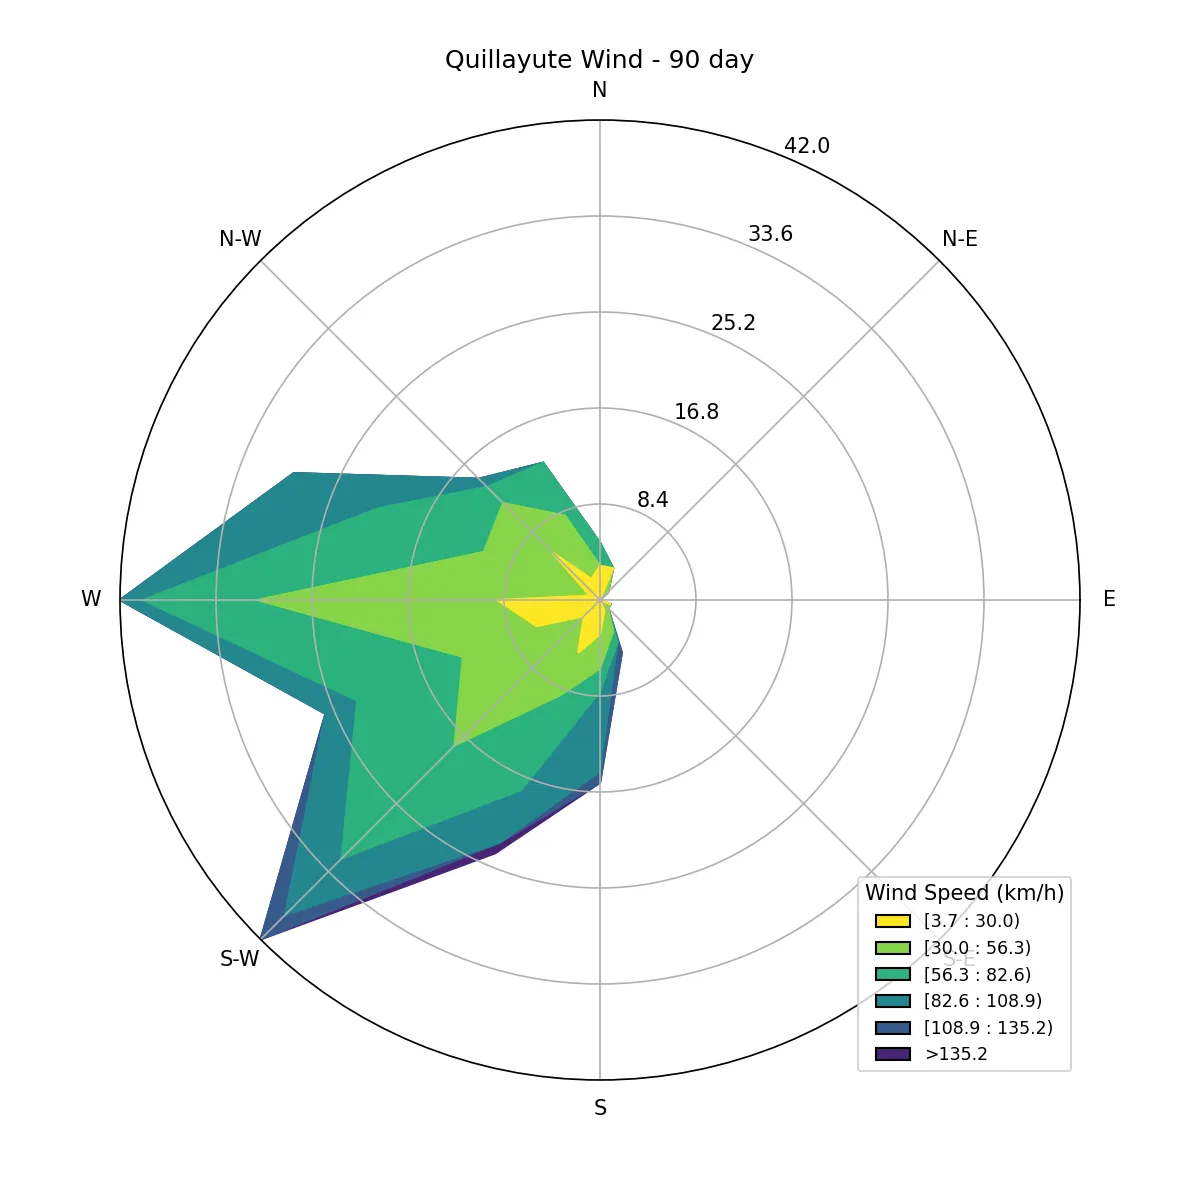 Quillayute Wind - 90 day
N
42.0
33.6
N-W
N-E
25.2
16.8
8.4
W
E
Wind Speed (km/h)
[3.7 : 30.0)
[30.0 : 56.3)
S-W
S-E
[56.3 : 82.6)
[82.6 : 108.9)
[108.9 : 135.2)
>135.2
S